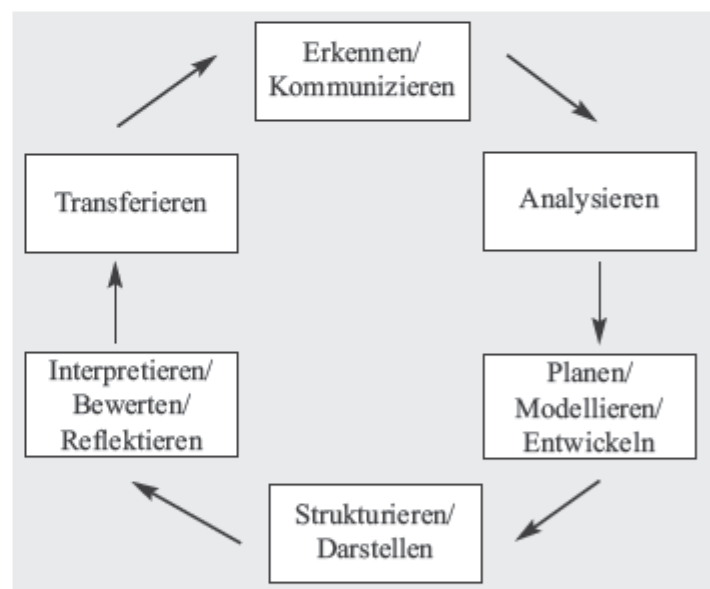 Erkennen/
Kommunizieren
Analysieren
Planen/
Modellieren/
Entwickeln
Strukturieren/
Darstellen
Interpretieren/
Bewerten/
Reflektieren
Transferieren